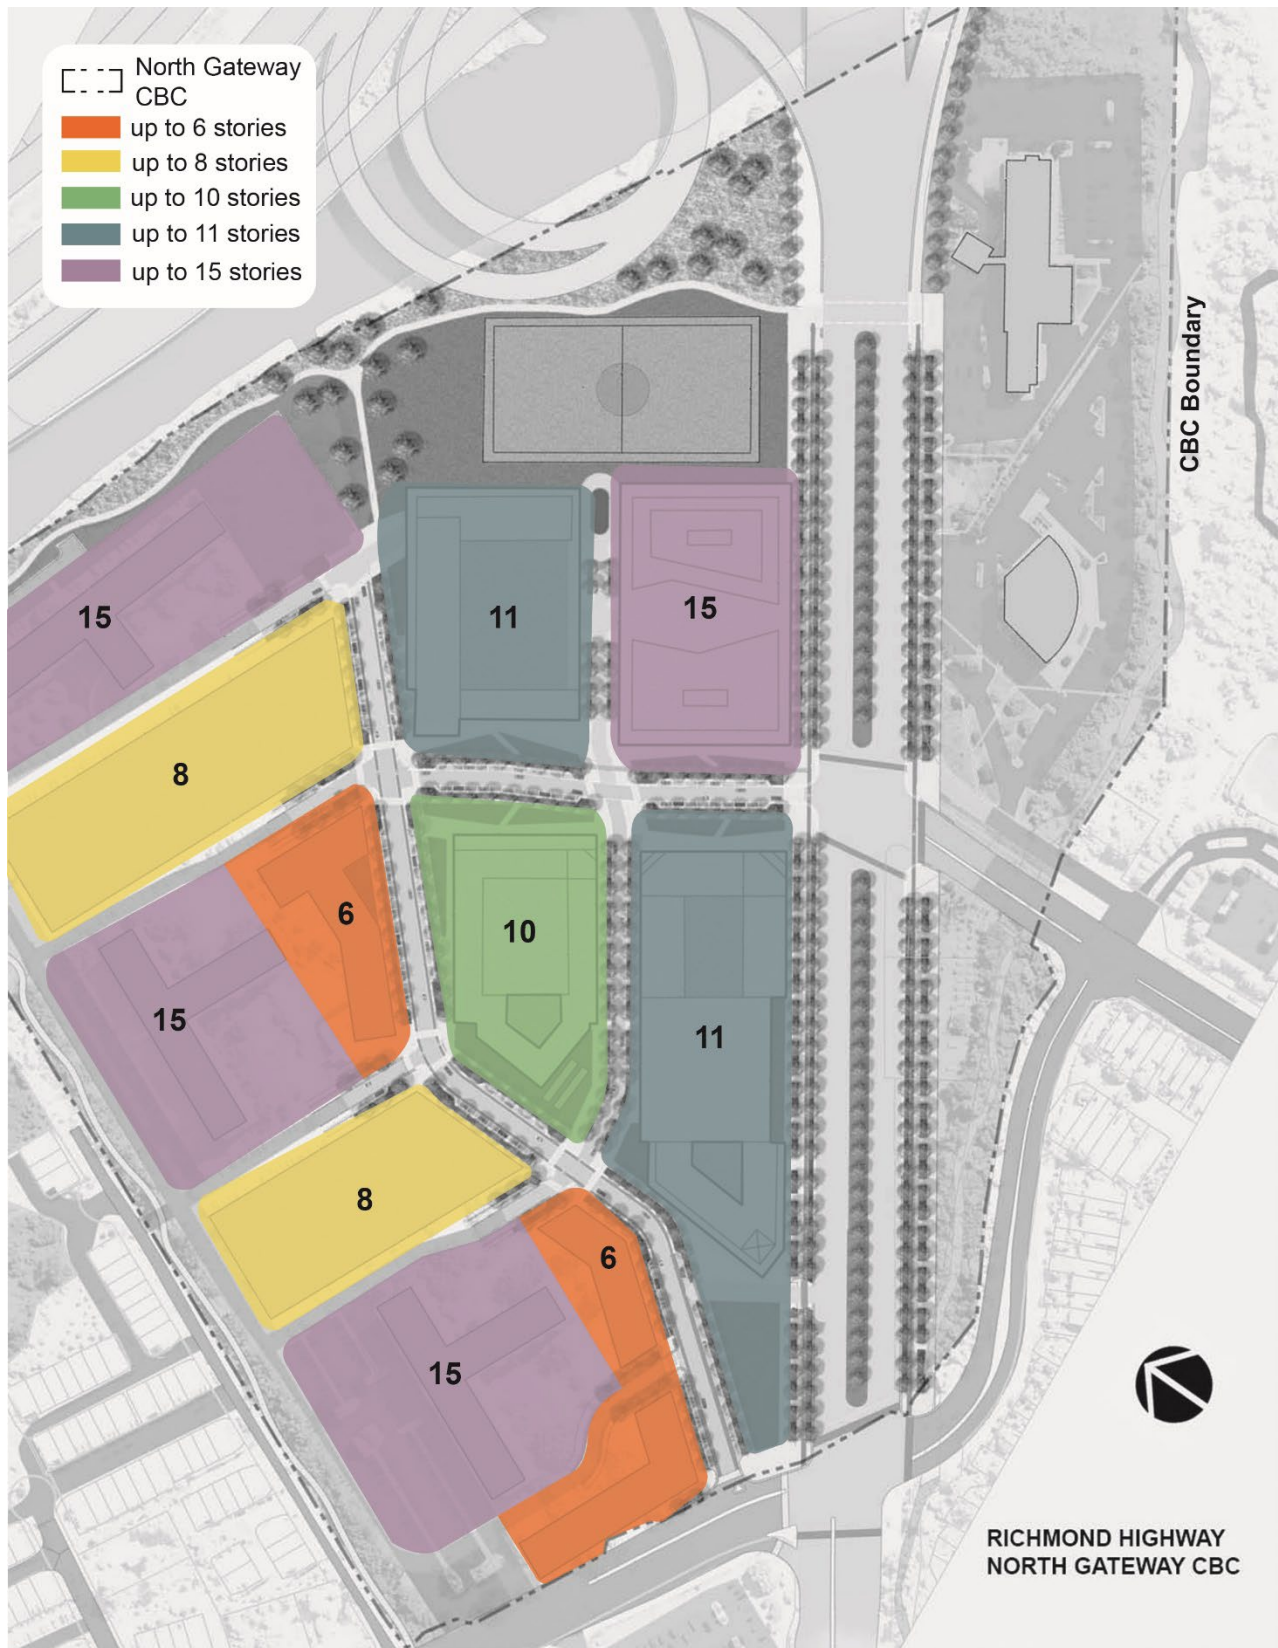 North Gateway
CBC
up to 6 stories
up to 8 stories
up to 10 stories
up to 11 stories
up to 15 stories
CBC Boundary
15
11
15
8
6
10
15
11
8
6
15
RICHMOND HIGHWAY
NORTH GATEWAY CBC